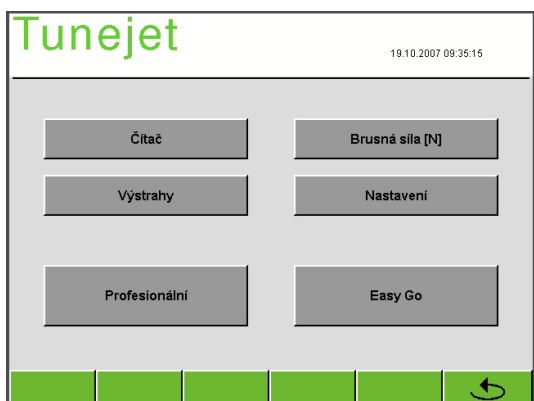 Tunejet
19.10.2007 09:35:15
Čítač
Brusná síla [N]
Výstrahy
Nastavení
Profesionální
Easy Go